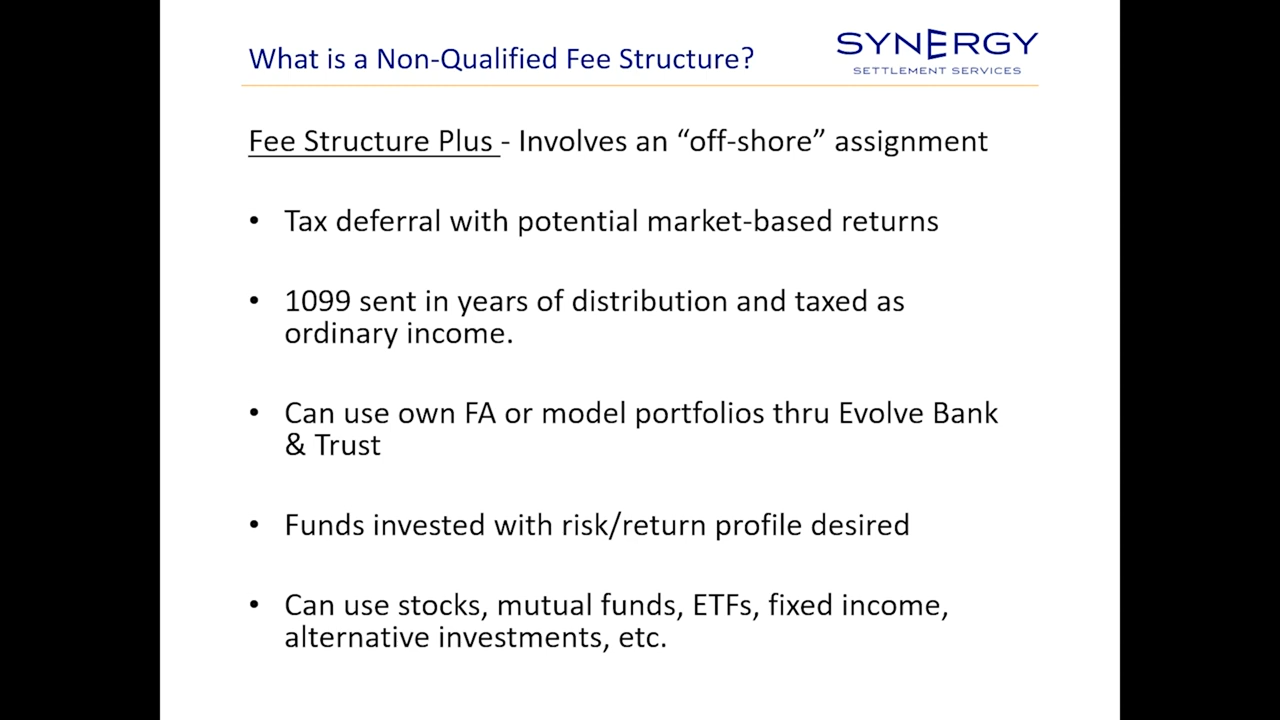 What is a Non-Qualified Fee Structure?
SYNERGY
SETTLEMENT SERVICES
Fee Structure Plus - Involves an “off-shore” assignment
• Tax deferral with potential market-based returns
• 1099 sent in years of distribution and taxed as
ordinary income.
• Can use own FA or model portfolios thru Evolve Bank
& Trust
• Funds invested with risk/return profile desired
• Can use stocks, mutual funds, ETFs, fixed income,
alternative investments, etc.